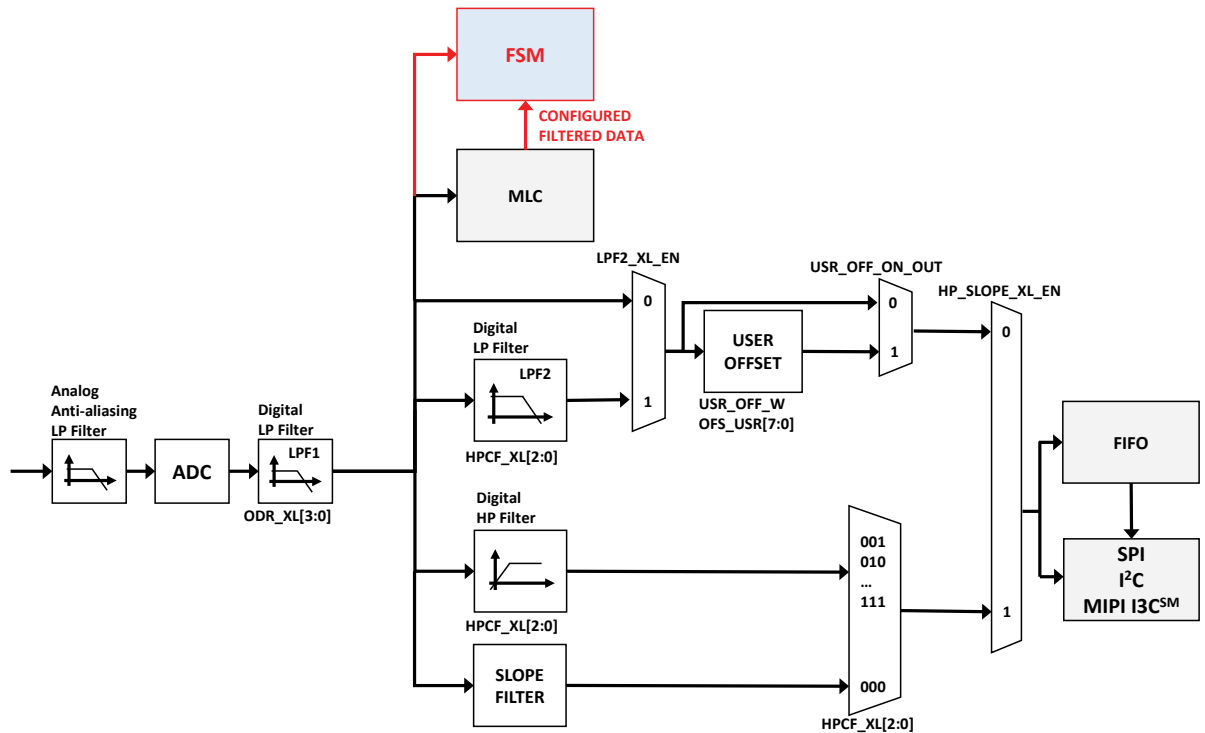 FSM
CONFIGURED
FILTERED DATA
MLC
LPF2_XL_EN
0
1
USR_OFF_ON_OUT
0
1
HP_SLOPE_XL_EN
0
1
USER
OFFSET
USR_OFF_W
OFS_USR[7:0]
Digital
LP Filter
LPF2
HPCF_XL[2:0]
Analog
Anti-aliasing
LP Filter
ADC
Digital
LP Filter
LPF1
ODR_XL[3:0]
Digital
HP Filter
HPCF_XL[2:0]
SLOPE
FILTER
001
010
...
111
000
HPCF_XL[2:0]
FIFO
SPI
I²C
MIPI I3Cˢᴹ